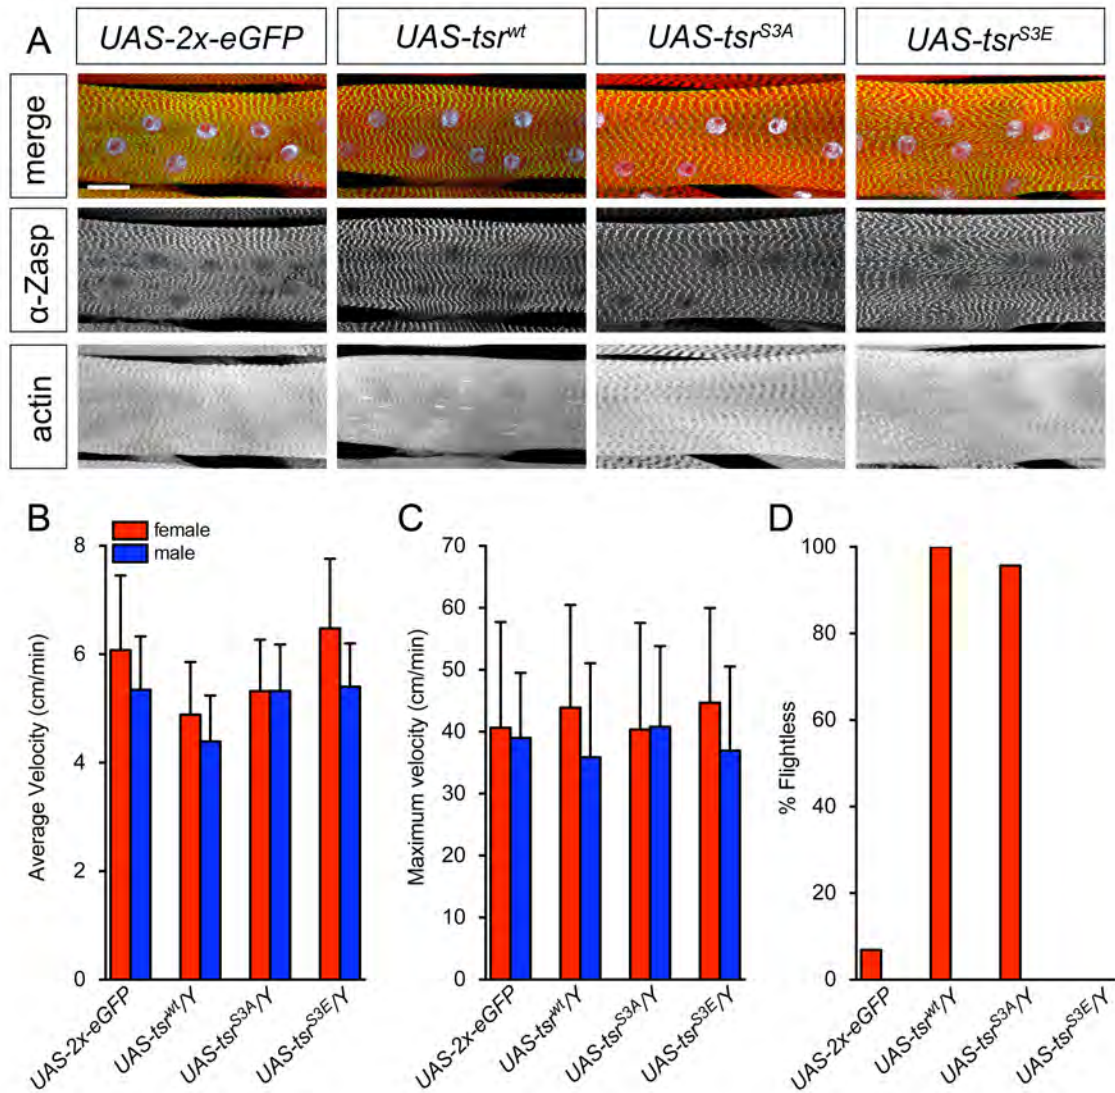 A
UAS-2x-eGFP
UAS-tsr^wt
UAS-tsr^S3A
UAS-tsr^S3E
merge
α-Zasp
actin
B
female
male
8
6
4
2
0
Average Velocity (cm/min)
UAS-2x-eGFP
UAS-tsr^wt/Y
UAS-tsr^S3A/Y
UAS-tsr^S3E/Y
C
70
60
50
40
30
20
10
0
Maximum velocity (cm/min)
UAS-2x-eGFP
UAS-tsr^wt/Y
UAS-tsr^S3A/Y
UAS-tsr^S3E/Y
D
100
80
60
40
20
0
% Flightless
UAS-2x-eGFP
UAS-tsr^wt/Y
UAS-tsr^S3A/Y
UAS-tsr^S3E/Y